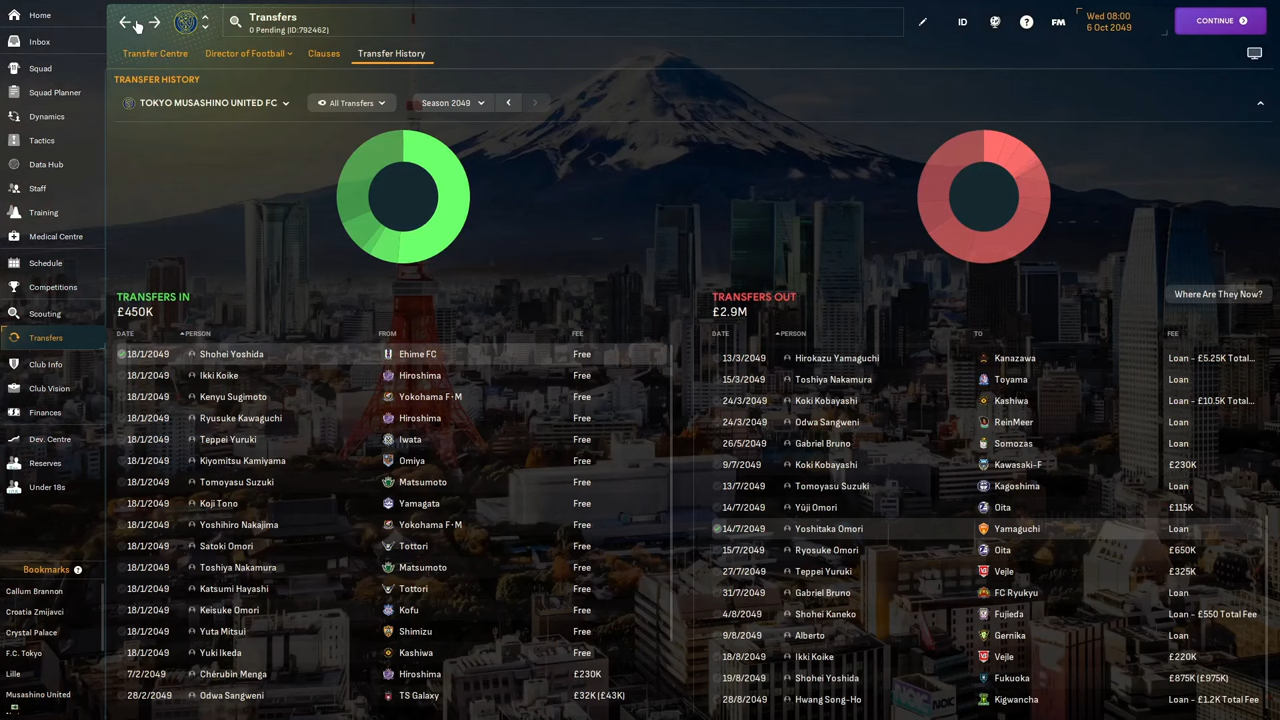 Home
Inbox
Squad
Squad Planner
Dynamics
Tactics
Data Hub
Staff
Training
Medical Centre
Schedule
Competitions
Scouting
Transfers
Club Info
Club Vision
Finances
Dev. Centre
Reserves
Under 18s
Bookmarks ?
Callum Brannon
Croatia Zmijavci
Crystal Palace
F.C. Tokyo
Lille
Musashino United
Transfers
0 Pending (ID:792462)
ID ? FM
Wed 08:00
6 Oct 2049
CONTINUE
Transfer Centre Director of Football Clauses Transfer History
TRANSFER HISTORY
TOKYO MUSASHINO UNITED FC All Transfers Season 2049
TRANSFERS IN
£450K
DATE PERSON FROM FEE
18/1/2049 Shohei Yoshida Ehime FC Free
18/1/2049 Ikki Koike Hiroshima Free
18/1/2049 Kenyu Sugimoto Yokohama F·M Free
18/1/2049 Ryusuke Kawaguchi Hiroshima Free
18/1/2049 Teppei Yuruki Iwata Free
18/1/2049 Kiyomitsu Kamiyama Omiya Free
18/1/2049 Tomoyasu Suzuki Matsumoto Free
18/1/2049 Koji Tono Yamagata Free
18/1/2049 Yoshihiro Nakajima Yokohama F·M Free
18/1/2049 Satoki Omori Tottori Free
18/1/2049 Toshiya Nakamura Matsumoto Free
18/1/2049 Katsumi Hayashi Tottori Free
18/1/2049 Keisuke Omori Kofu Free
18/1/2049 Yuta Mitsui Shimizu Free
18/1/2049 Yuki Ikeda Kashiwa Free
7/2/2049 Chérubin Menga Hiroshima £230K
28/2/2049 Odwa Sangweni TS Galaxy £32K (£43K)
TRANSFERS OUT
£2.9M
Where Are They Now?
DATE PERSON TO FEE
13/3/2049 Hirokazu Yamaguchi Kanazawa Loan - £5.25K Total...
15/3/2049 Toshiya Nakamura Toyama Loan
24/3/2049 Koki Kobayashi Kashiwa Loan - £10.5K Total...
24/3/2049 Odwa Sangweni ReinMeer Loan
26/5/2049 Gabriel Bruno Somozas Loan
9/7/2049 Koki Kobayashi Kawasaki-F £230K
13/7/2049 Tomoyasu Suzuki Kagoshima Loan
14/7/2049 Yūji Omori Oita £115K
14/7/2049 Yoshitaka Omori Yamaguchi Loan
15/7/2049 Ryosuke Omori Oita £650K
27/7/2049 Teppei Yuruki Vejle £325K
31/7/2049 Gabriel Bruno FC Ryukyu Loan
4/8/2049 Shohei Kaneko Fujieda Loan - £550 Total Fee
9/8/2049 Alberto Gernika Loan
18/8/2049 Ikki Koike Vejle £220K
19/8/2049 Shohei Yoshida Fukuoka £875K (£975K)
28/8/2049 Hwang Song-Ho Kigwancha Loan - £1.2K Total Fee